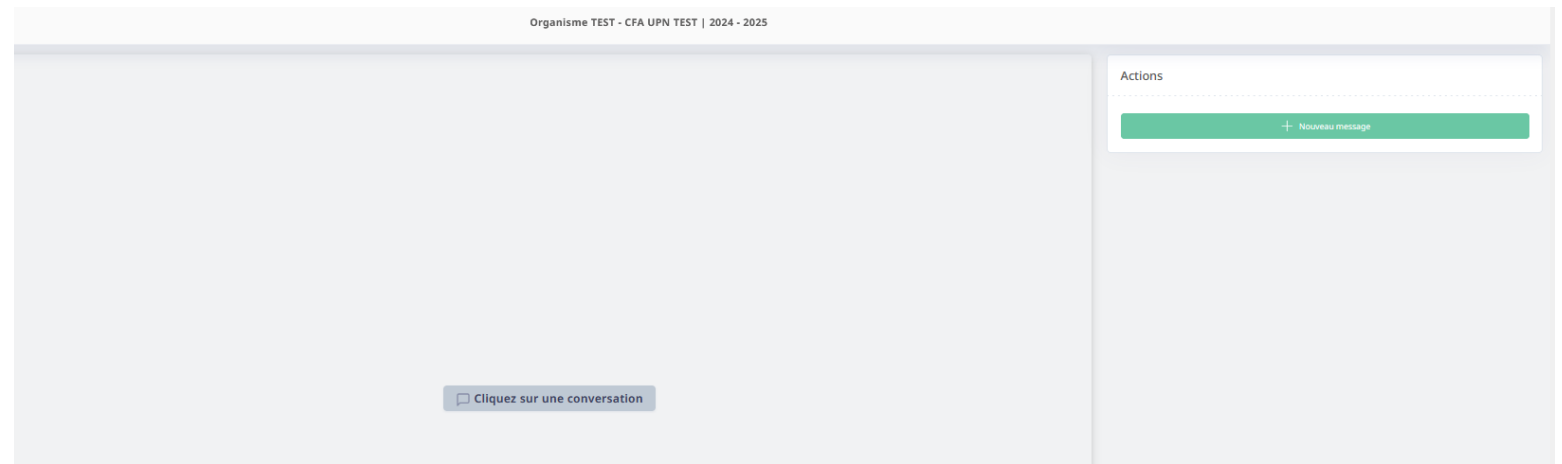 Organisme TEST - CFA UPN TEST | 2024 - 2025
Actions
Nouveau message
Cliquez sur une conversation